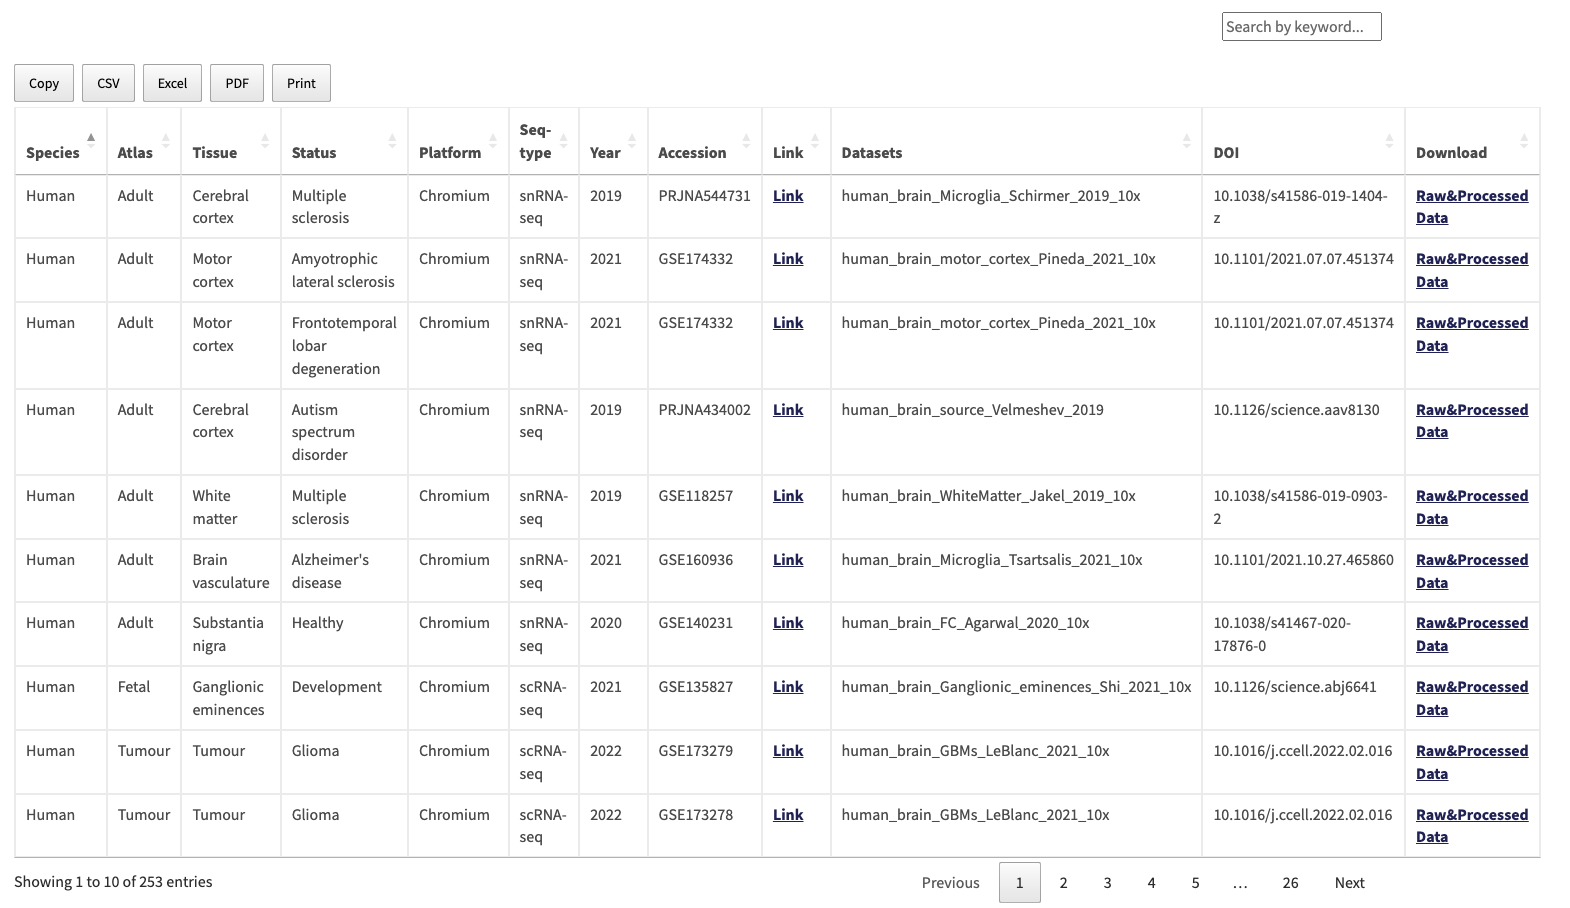 Search by keyword...
Copy CSV Excel PDF Print
Species Atlas Tissue Status Platform Seq-type Year Accession Link Datasets DOI Download
Human Adult Cerebral cortex Multiple sclerosis Chromium snRNA-seq 2019 PRJNA544731 Link human_brain_Microglia_Schirmer_2019_10x 10.1038/s41586-019-1404-z Raw&Processed Data
Human Adult Motor cortex Amyotrophic lateral sclerosis Chromium snRNA-seq 2021 GSE174332 Link human_brain_motor_cortex_Pineda_2021_10x 10.1101/2021.07.07.451374 Raw&Processed Data
Human Adult Motor cortex Frontotemporal lobar degeneration Chromium snRNA-seq 2021 GSE174332 Link human_brain_motor_cortex_Pineda_2021_10x 10.1101/2021.07.07.451374 Raw&Processed Data
Human Adult Cerebral cortex Autism spectrum disorder Chromium snRNA-seq 2019 PRJNA434002 Link human_brain_source_Velmeshev_2019 10.1126/science.aav8130 Raw&Processed Data
Human Adult White matter Multiple sclerosis Chromium snRNA-seq 2019 GSE118257 Link human_brain_WhiteMatter_Jakel_2019_10x 10.1038/s41586-019-0903-2 Raw&Processed Data
Human Adult Brain vasculature Alzheimer's disease Chromium snRNA-seq 2021 GSE160936 Link human_brain_Microglia_Tsartsalis_2021_10x 10.1101/2021.10.27.465860 Raw&Processed Data
Human Adult Substantia nigra Healthy Chromium snRNA-seq 2020 GSE140231 Link human_brain_FC_Agarwal_2020_10x 10.1038/s41467-020-17876-0 Raw&Processed Data
Human Fetal Ganglionic eminences Development Chromium scRNA-seq 2021 GSE135827 Link human_brain_Ganglionic_eminences_Shi_2021_10x 10.1126/science.abj6641 Raw&Processed Data
Human Tumour Tumour Glioma Chromium scRNA-seq 2022 GSE173279 Link human_brain_GBMs_LeBlanc_2021_10x 10.1016/j.ccell.2022.02.016 Raw&Processed Data
Human Tumour Tumour Glioma Chromium scRNA-seq 2022 GSE173278 Link human_brain_GBMs_LeBlanc_2021_10x 10.1016/j.ccell.2022.02.016 Raw&Processed Data
Showing 1 to 10 of 253 entries Previous 1 2 3 4 5 … 26 Next